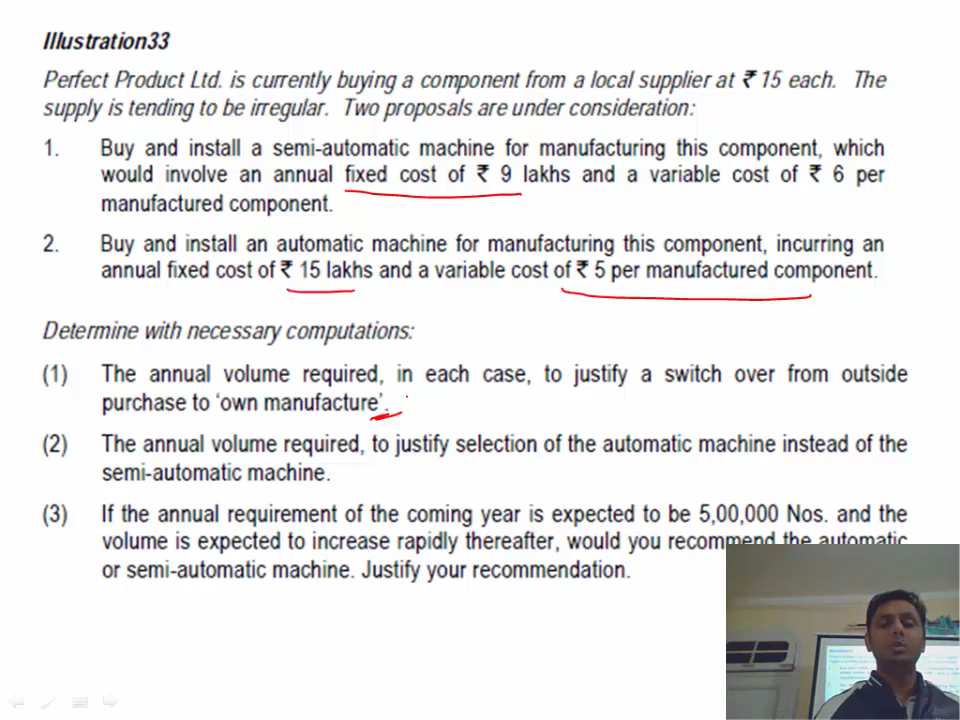 Illustration33
Perfect Product Ltd. is currently buying a component from a local supplier at ₹ 15 each. The
supply is tending to be irregular. Two proposals are under consideration:
1. Buy and install a semi-automatic machine for manufacturing this component, which
would involve an annual fixed cost of ₹ 9 lakhs and a variable cost of ₹ 6 per
manufactured component.
2. Buy and install an automatic machine for manufacturing this component, incurring an
annual fixed cost of ₹ 15 lakhs and a variable cost of ₹ 5 per manufactured component.
Determine with necessary computations:
(1) The annual volume required, in each case, to justify a switch over from outside
purchase to ‘own manufacture’.
(2) The annual volume required, to justify selection of the automatic machine instead of the
semi-automatic machine.
(3) If the annual requirement of the coming year is expected to be 5,00,000 Nos. and the
volume is expected to increase rapidly thereafter, would you recommend the automatic
or semi-automatic machine. Justify your recommendation.